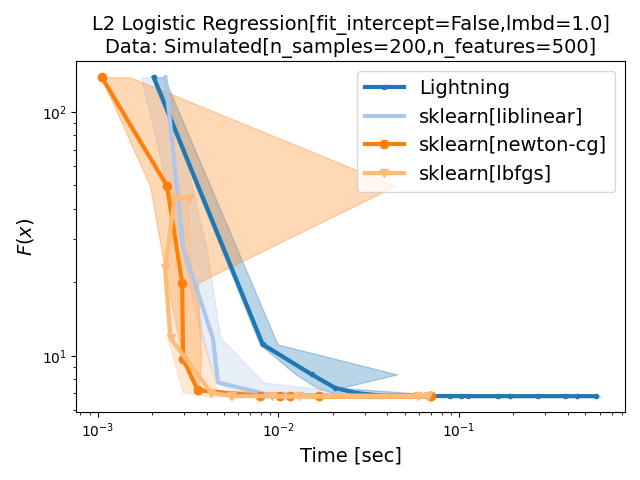 L2 Logistic Regression[fit_intercept=False,lmbd=1.0]
Data: Simulated[n_samples=200,n_features=500]
Lightning
sklearn[liblinear]
sklearn[newton-cg]
sklearn[lbfgs]
F(x)
10²
10¹
10⁻³
10⁻²
10⁻¹
Time [sec]